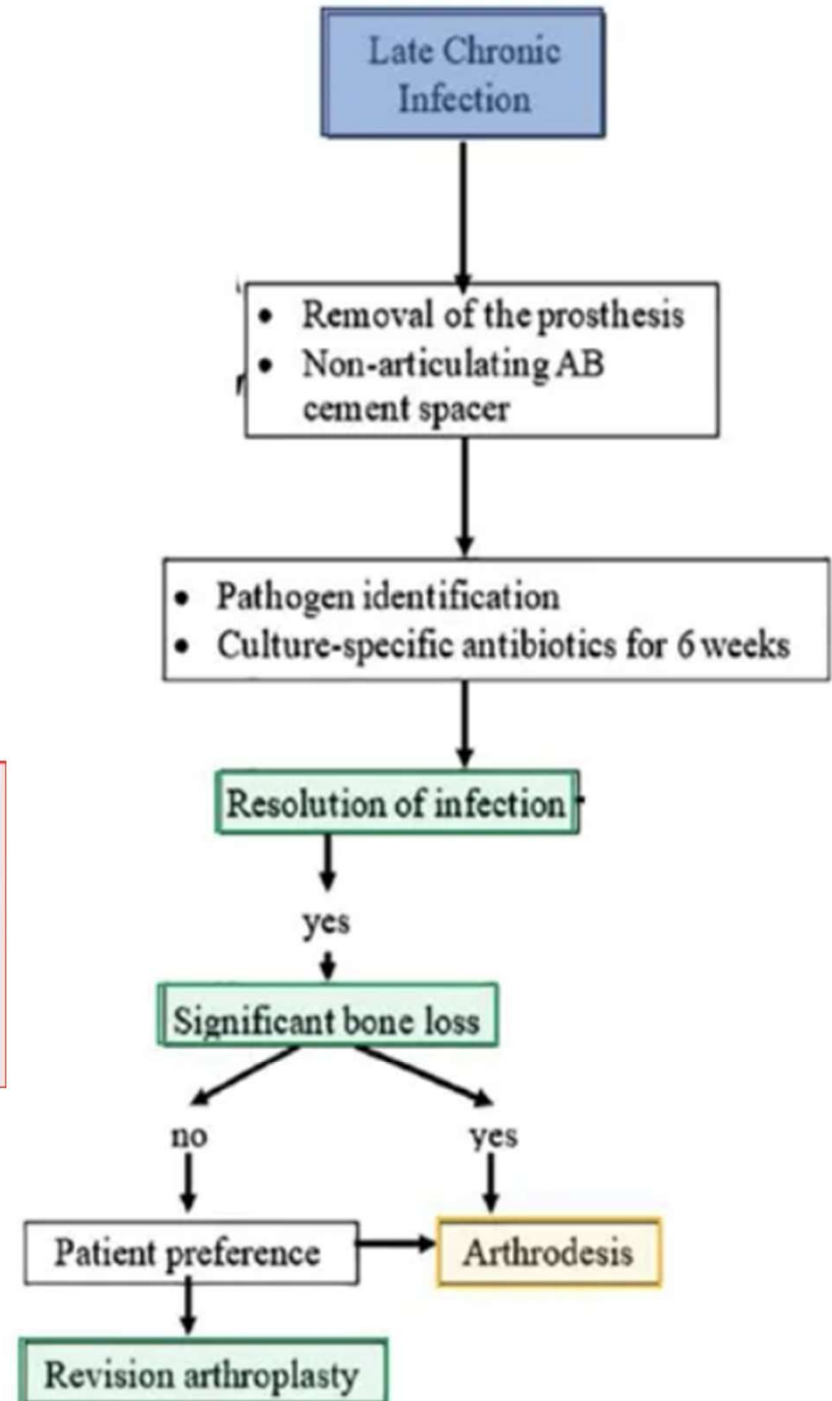 Late Chronic
Infection
• Removal of the prosthesis
• Non-articulating AB
cement spacer
• Pathogen identification
• Culture-specific antibiotics for 6 weeks
Resolution of infection
yes
Significant bone loss
no
yes
Patient preference
Arthrodesis
Revision arthroplasty